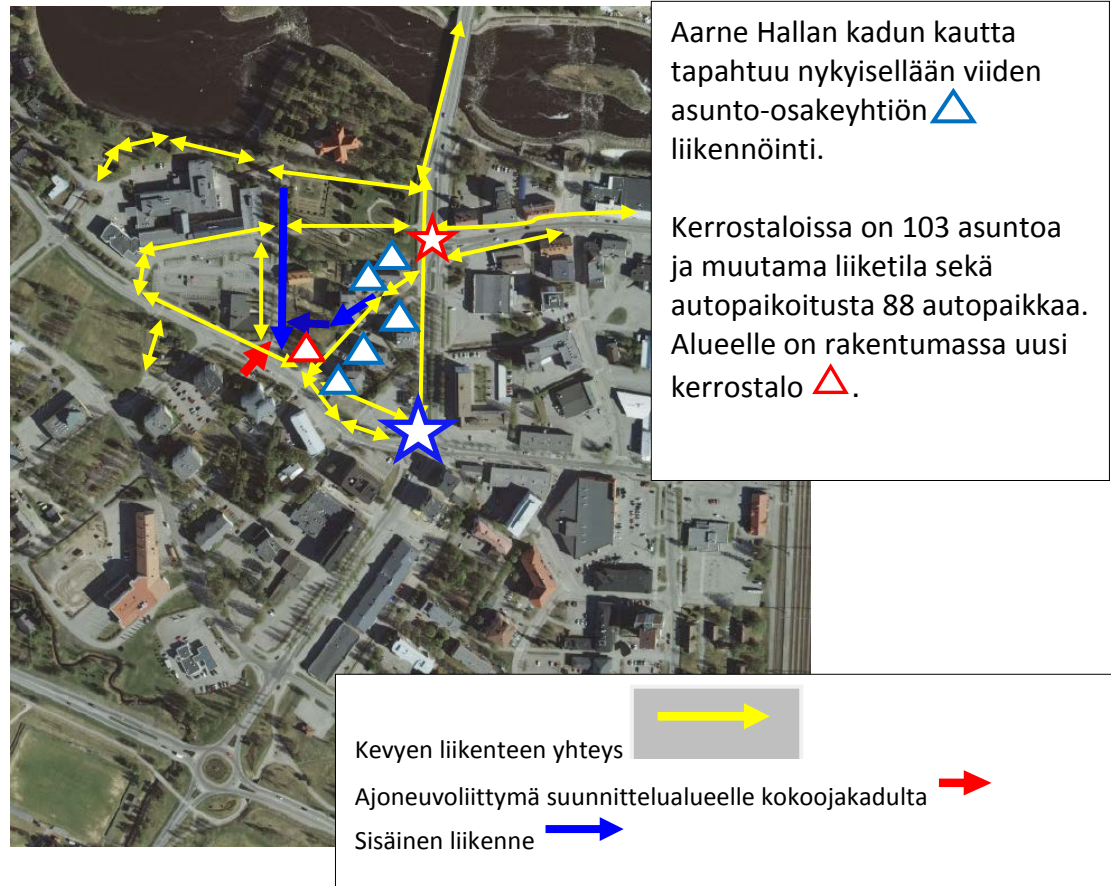 Aarne Hallan kadun kautta
tapahtuu nykyisellään viiden
asunto-osakeyhtiön
liikennöinti.
Kerrostaloissa on 103 asuntoa
ja muutama liiketila sekä
autopaikoitusta 88 autopaikkaa.
Alueelle on rakentumassa uusi
kerrostalo .
Kevyen liikenteen yhteys
Ajoneuvoliittymä suunnittelualueelle kokoojakadulta
Sisäinen liikenne